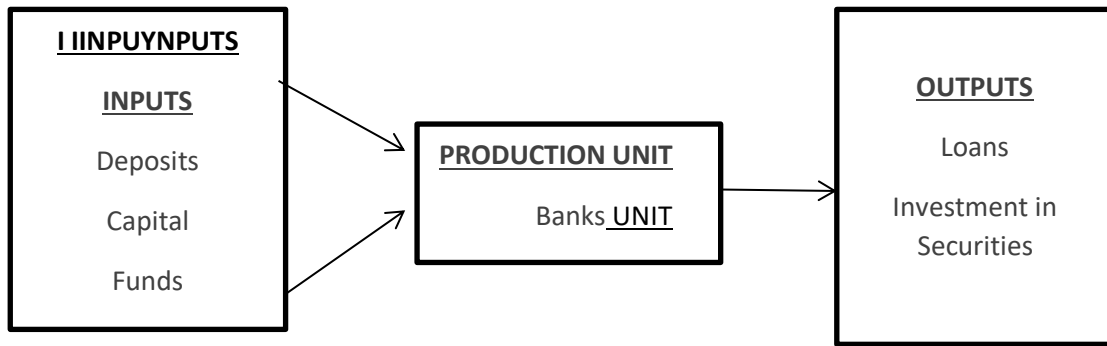 I IINPUYNPUTS
INPUTS
Deposits
Capital
Funds
PRODUCTION UNIT
Banks UNIT
OUTPUTS
Loans
Investment in
Securities